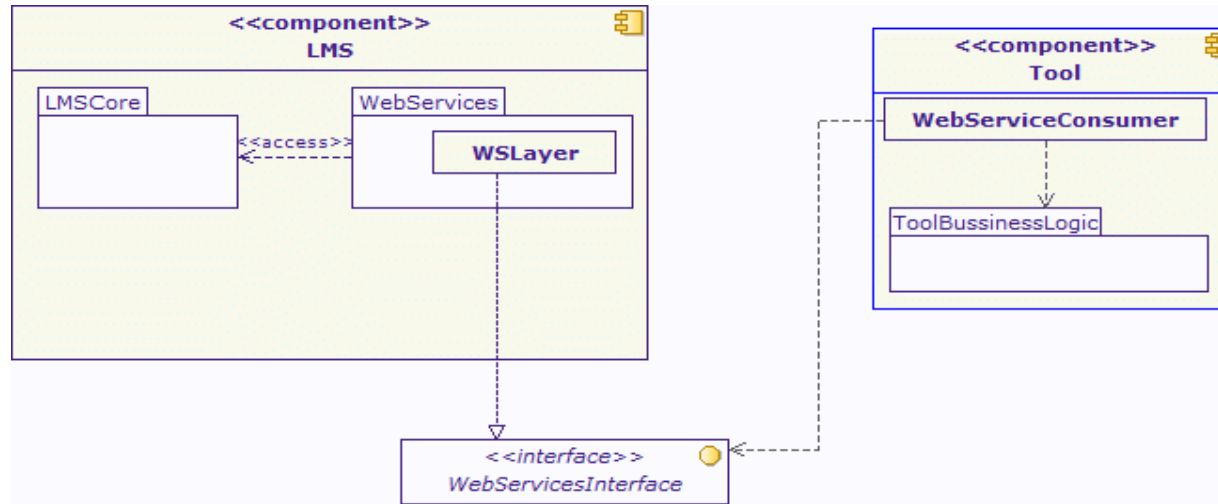 <<component>>
LMS
LMSCore
WebServices
<<access>>
WSLayer
<<component>>
Tool
WebServiceConsumer
ToolBussinessLogic
<<interface>>
WebServicesInterface